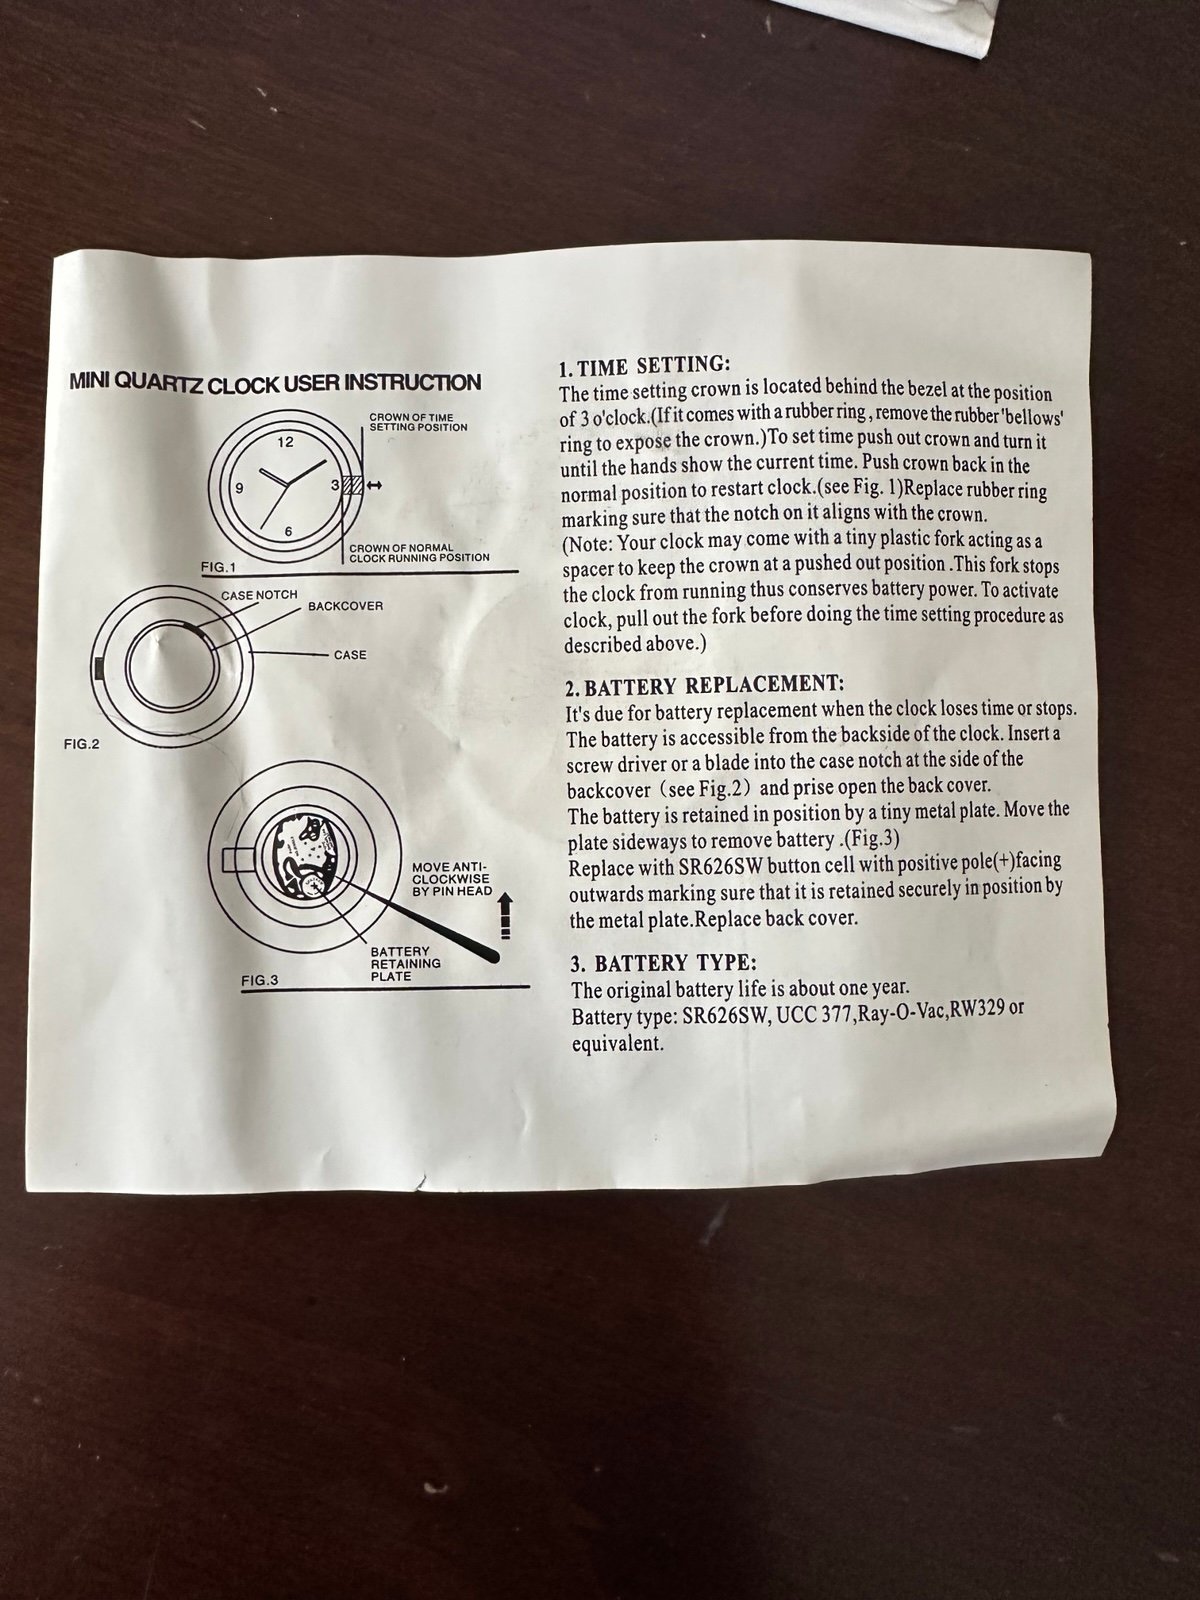 MINI QUARTZ CLOCK USER INSTRUCTION
CROWN OF TIME
SETTING POSITION
12
9
3
6
CROWN OF NORMAL
CLOCK RUNNING POSITION
FIG.1
CASE NOTCH
BACKCOVER
CASE
FIG.2
MOVE ANTI-
CLOCKWISE
BY PIN HEAD
BATTERY
RETAINING
PLATE
FIG.3
1. TIME SETTING:
The time setting crown is located behind the bezel at the position
of 3 o'clock.(If it comes with a rubber ring, remove the rubber 'bellows'
ring to expose the crown.)To set time push out crown and turn it
until the hands show the current time. Push crown back in the
normal position to restart clock.(see Fig. 1)Replace rubber ring
marking sure that the notch on it aligns with the crown.
(Note: Your clock may come with a tiny plastic fork acting as a
spacer to keep the crown at a pushed out position .This fork stops
the clock from running thus conserves battery power. To activate
clock, pull out the fork before doing the time setting procedure as
described above.)
2. BATTERY REPLACEMENT:
It's due for battery replacement when the clock loses time or stops.
The battery is accessible from the backside of the clock. Insert a
screw driver or a blade into the case notch at the side of the
backcover (see Fig.2) and prise open the back cover.
The battery is retained in position by a tiny metal plate. Move the
plate sideways to remove battery .(Fig.3)
Replace with SR626SW button cell with positive pole(+)facing
outwards marking sure that it is retained securely in position by
the metal plate.Replace back cover.
3. BATTERY TYPE:
The original battery life is about one year.
Battery type: SR626SW, UCC 377,Ray-O-Vac,RW329 or
equivalent.